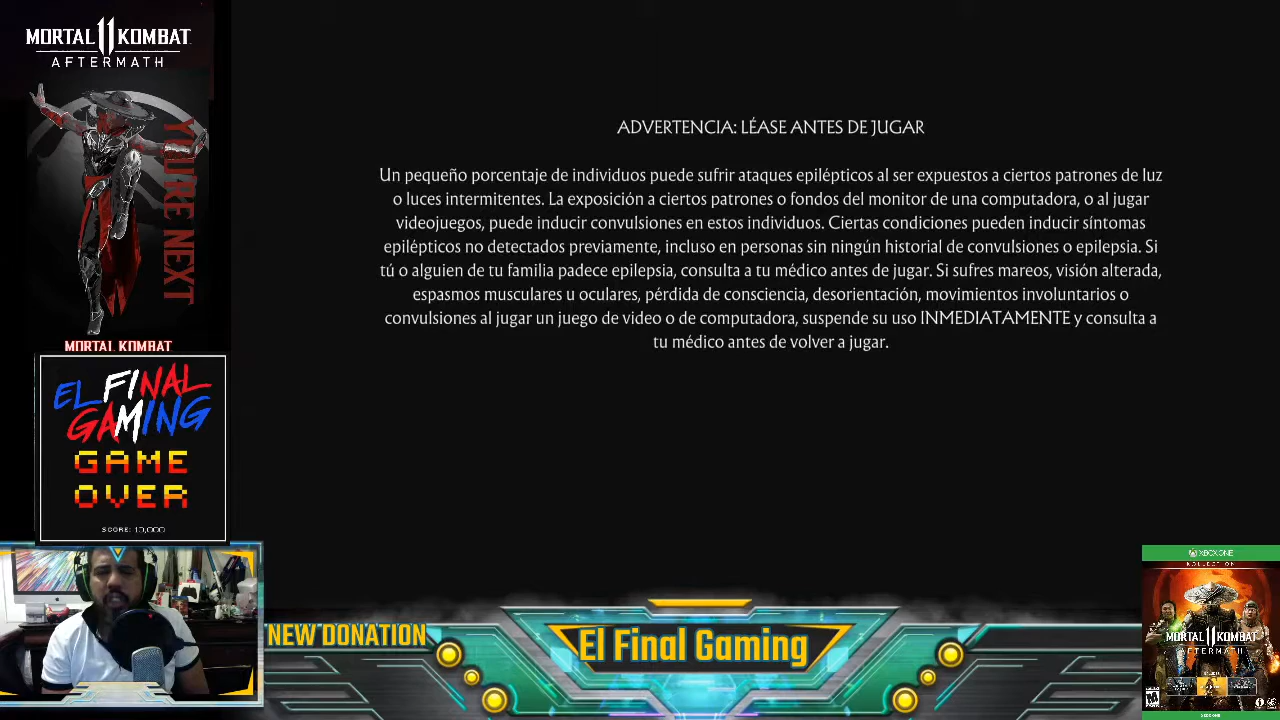 MORTAL 11 KOMBAT
AFTERMATH
YOU'RE NEXT
MORTAL KOMBAT
EL FINAL
GAMING
GAME
OVER
SCORE: 10,000
ADVERTENCIA: LÉASE ANTES DE JUGAR
Un pequeño porcentaje de individuos puede sufrir ataques epilépticos al ser expuestos a ciertos patrones de luz
o luces intermitentes. La exposición a ciertos patrones o fondos del monitor de una computadora, o al jugar
videojuegos, puede inducir convulsiones en estos individuos. Ciertas condiciones pueden inducir síntomas
epilépticos no detectados previamente, incluso en personas sin ningún historial de convulsiones o epilepsia. Si
tú o alguien de tu familia padece epilepsia, consulta a tu médico antes de jugar. Si sufres mareos, visión alterada,
espasmos musculares u oculares, pérdida de consciencia, desorientación, movimientos involuntarios o
convulsiones al jugar un juego de video o de computadora, suspende su uso INMEDIATAMENTE y consulta a
tu médico antes de volver a jugar.
NEW DONATION
El Final Gaming
XBOX ONE
KOLLECTION
MORTAL 11 KOMBAT
AFTERMATH